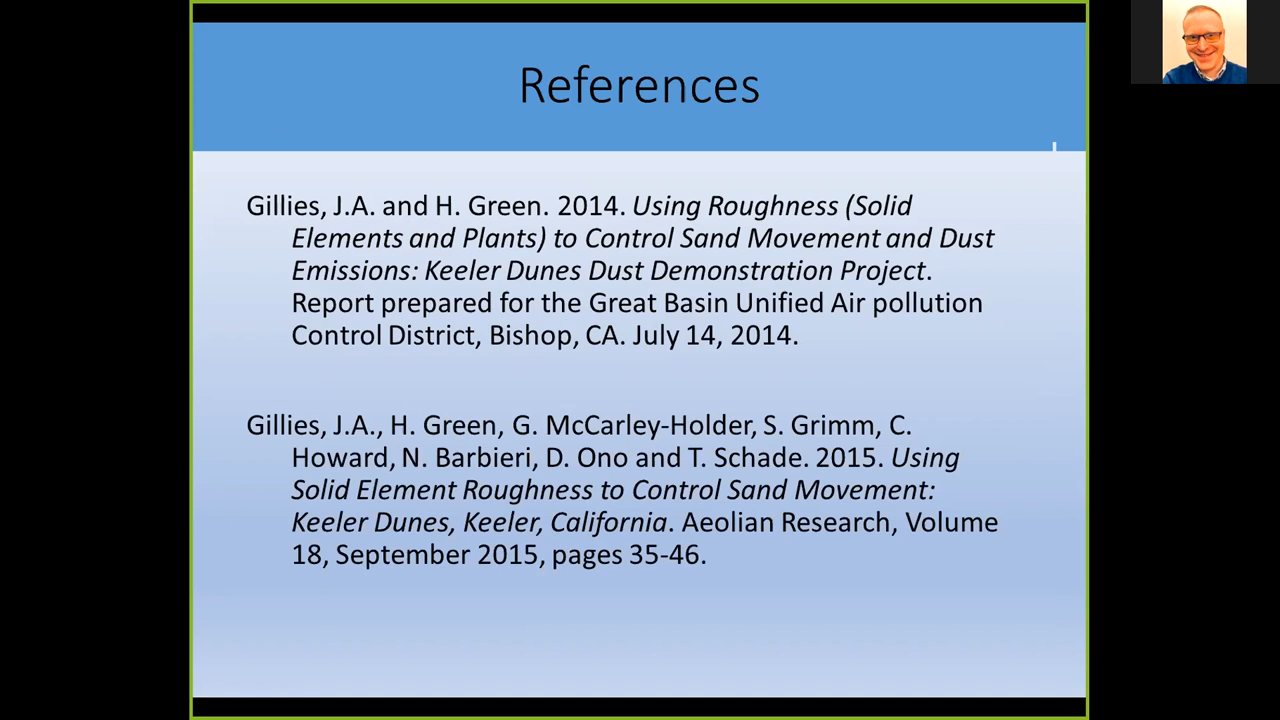 References
Gillies, J.A. and H. Green. 2014. Using Roughness (Solid
Elements and Plants) to Control Sand Movement and Dust
Emissions: Keeler Dunes Dust Demonstration Project.
Report prepared for the Great Basin Unified Air pollution
Control District, Bishop, CA. July 14, 2014.
Gillies, J.A., H. Green, G. McCarley-Holder, S. Grimm, C.
Howard, N. Barbieri, D. Ono and T. Schade. 2015. Using
Solid Element Roughness to Control Sand Movement:
Keeler Dunes, Keeler, California. Aeolian Research, Volume
18, September 2015, pages 35-46.